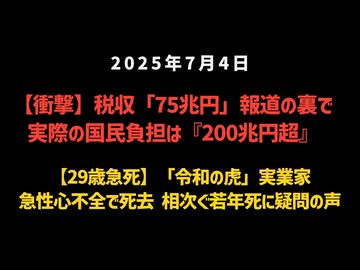 2025年7月4日
【衝撃】税収「75兆円」報道の裏で
実際の国民負担は『200兆円超』
【29歳急死】「令和の虎」実業家
急性心不全で死去 相次ぐ若年死に疑問の声